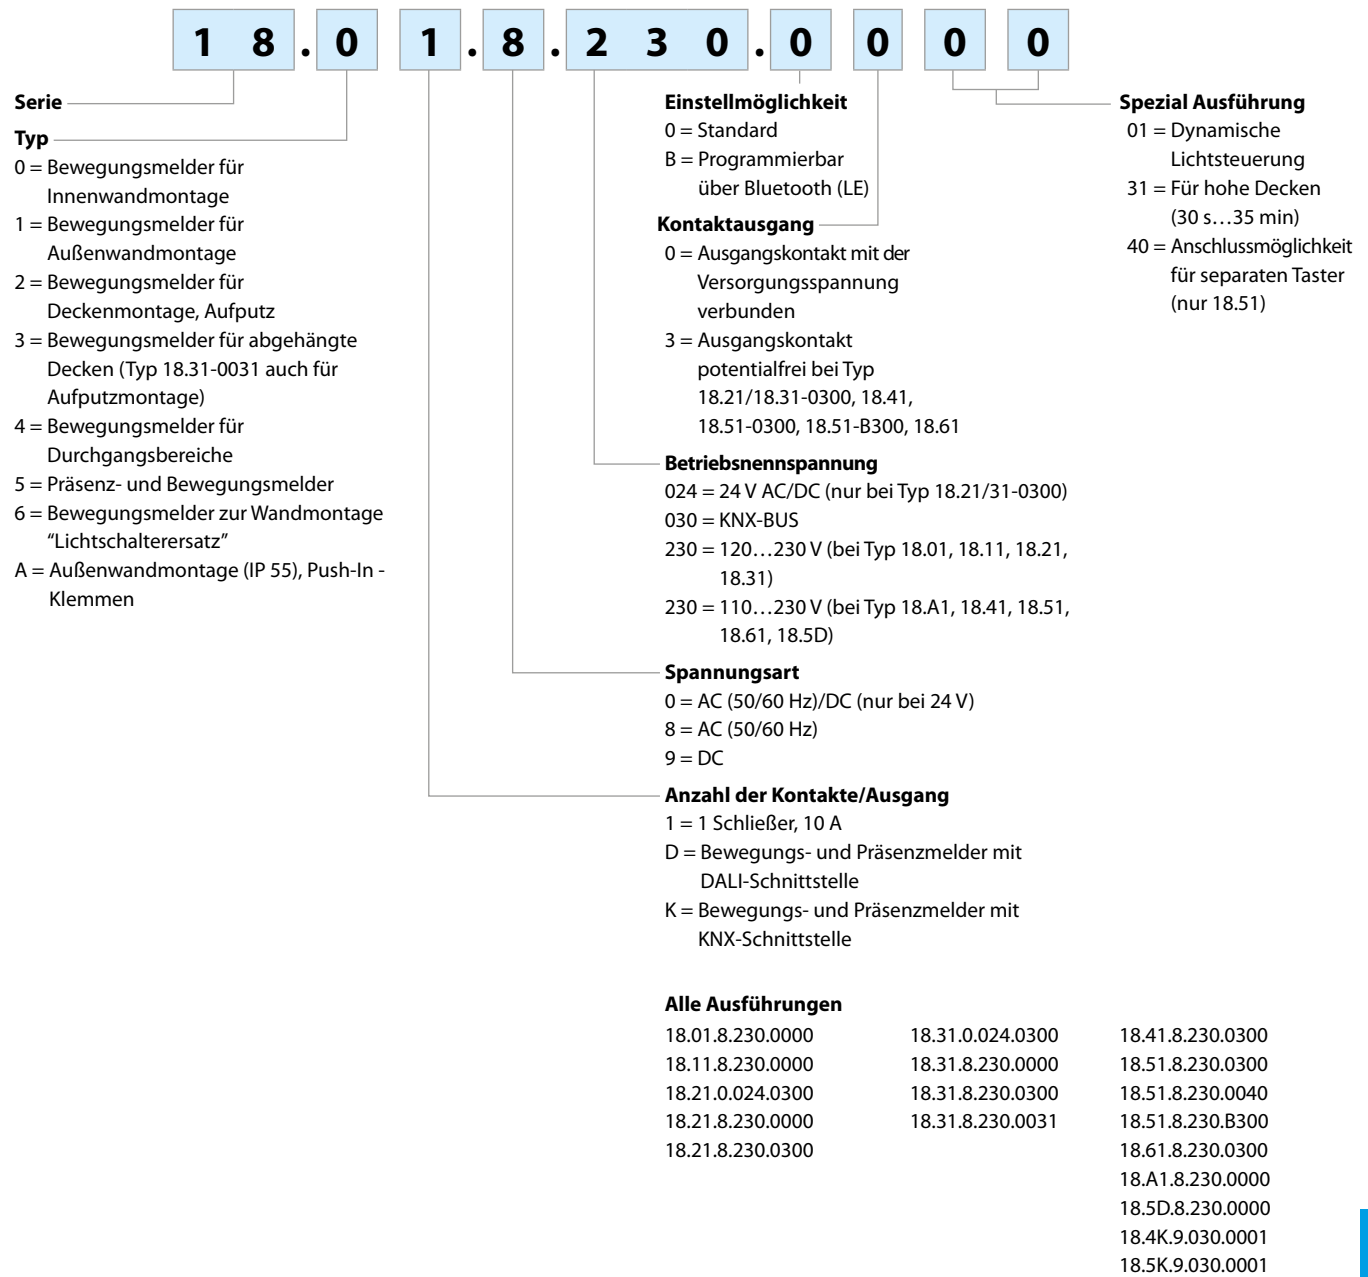 18.01.8.230.0000
Serie
Typ
0 = Bewegungsmelder für
Innenwandmontage
1 = Bewegungsmelder für
Außenwandmontage
2 = Bewegungsmelder für
Deckenmontage, Aufputz
3 = Bewegungsmelder für abgehängte
Decken (Typ 18.31-0031 auch für
Aufputzmontage)
4 = Bewegungsmelder für
Durchgangsbereiche
5 = Präsenz- und Bewegungsmelder
6 = Bewegungsmelder zur Wandmontage
“Lichtschalterersatz”
A = Außenwandmontage (IP 55), Push-In -
Klemmen
Einstellmöglichkeit
0 = Standard
B = Programmierbar
über Bluetooth (LE)
Kontaktausgang
0 = Ausgangskontakt mit der
Versorgungsspannung
verbunden
3 = Ausgangskontakt
potentialfrei bei Typ
18.21/18.31-0300, 18.41,
18.51-0300, 18.51-B300, 18.61
Betriebsnennspannung
024 = 24 V AC/DC (nur bei Typ 18.21/31-0300)
030 = KNX-BUS
230 = 120…230 V (bei Typ 18.01, 18.11, 18.21,
18.31)
230 = 110…230 V (bei Typ 18.A1, 18.41, 18.51,
18.61, 18.5D)
Spannungsart
0 = AC (50/60 Hz)/DC (nur bei 24 V)
8 = AC (50/60 Hz)
9 = DC
Anzahl der Kontakte/Ausgang
1 = 1 Schließer, 10 A
D = Bewegungs- und Präsenzmelder mit
DALI-Schnittstelle
K = Bewegungs- und Präsenzmelder mit
KNX-Schnittstelle
Spezial Ausführung
01 = Dynamische
Lichtsteuerung
31 = Für hohe Decken
(30 s…35 min)
40 = Anschlussmöglichkeit
für separaten Taster
(nur 18.51)
Alle Ausführungen
18.01.8.230.0000
18.11.8.230.0000
18.21.0.024.0300
18.21.8.230.0000
18.21.8.230.0300
18.31.0.024.0300
18.31.8.230.0000
18.31.8.230.0300
18.31.8.230.0031
18.41.8.230.0300
18.51.8.230.0300
18.51.8.230.0040
18.51.8.230.B300
18.61.8.230.0300
18.A1.8.230.0000
18.5D.8.230.0000
18.4K.9.030.0001
18.5K.9.030.0001